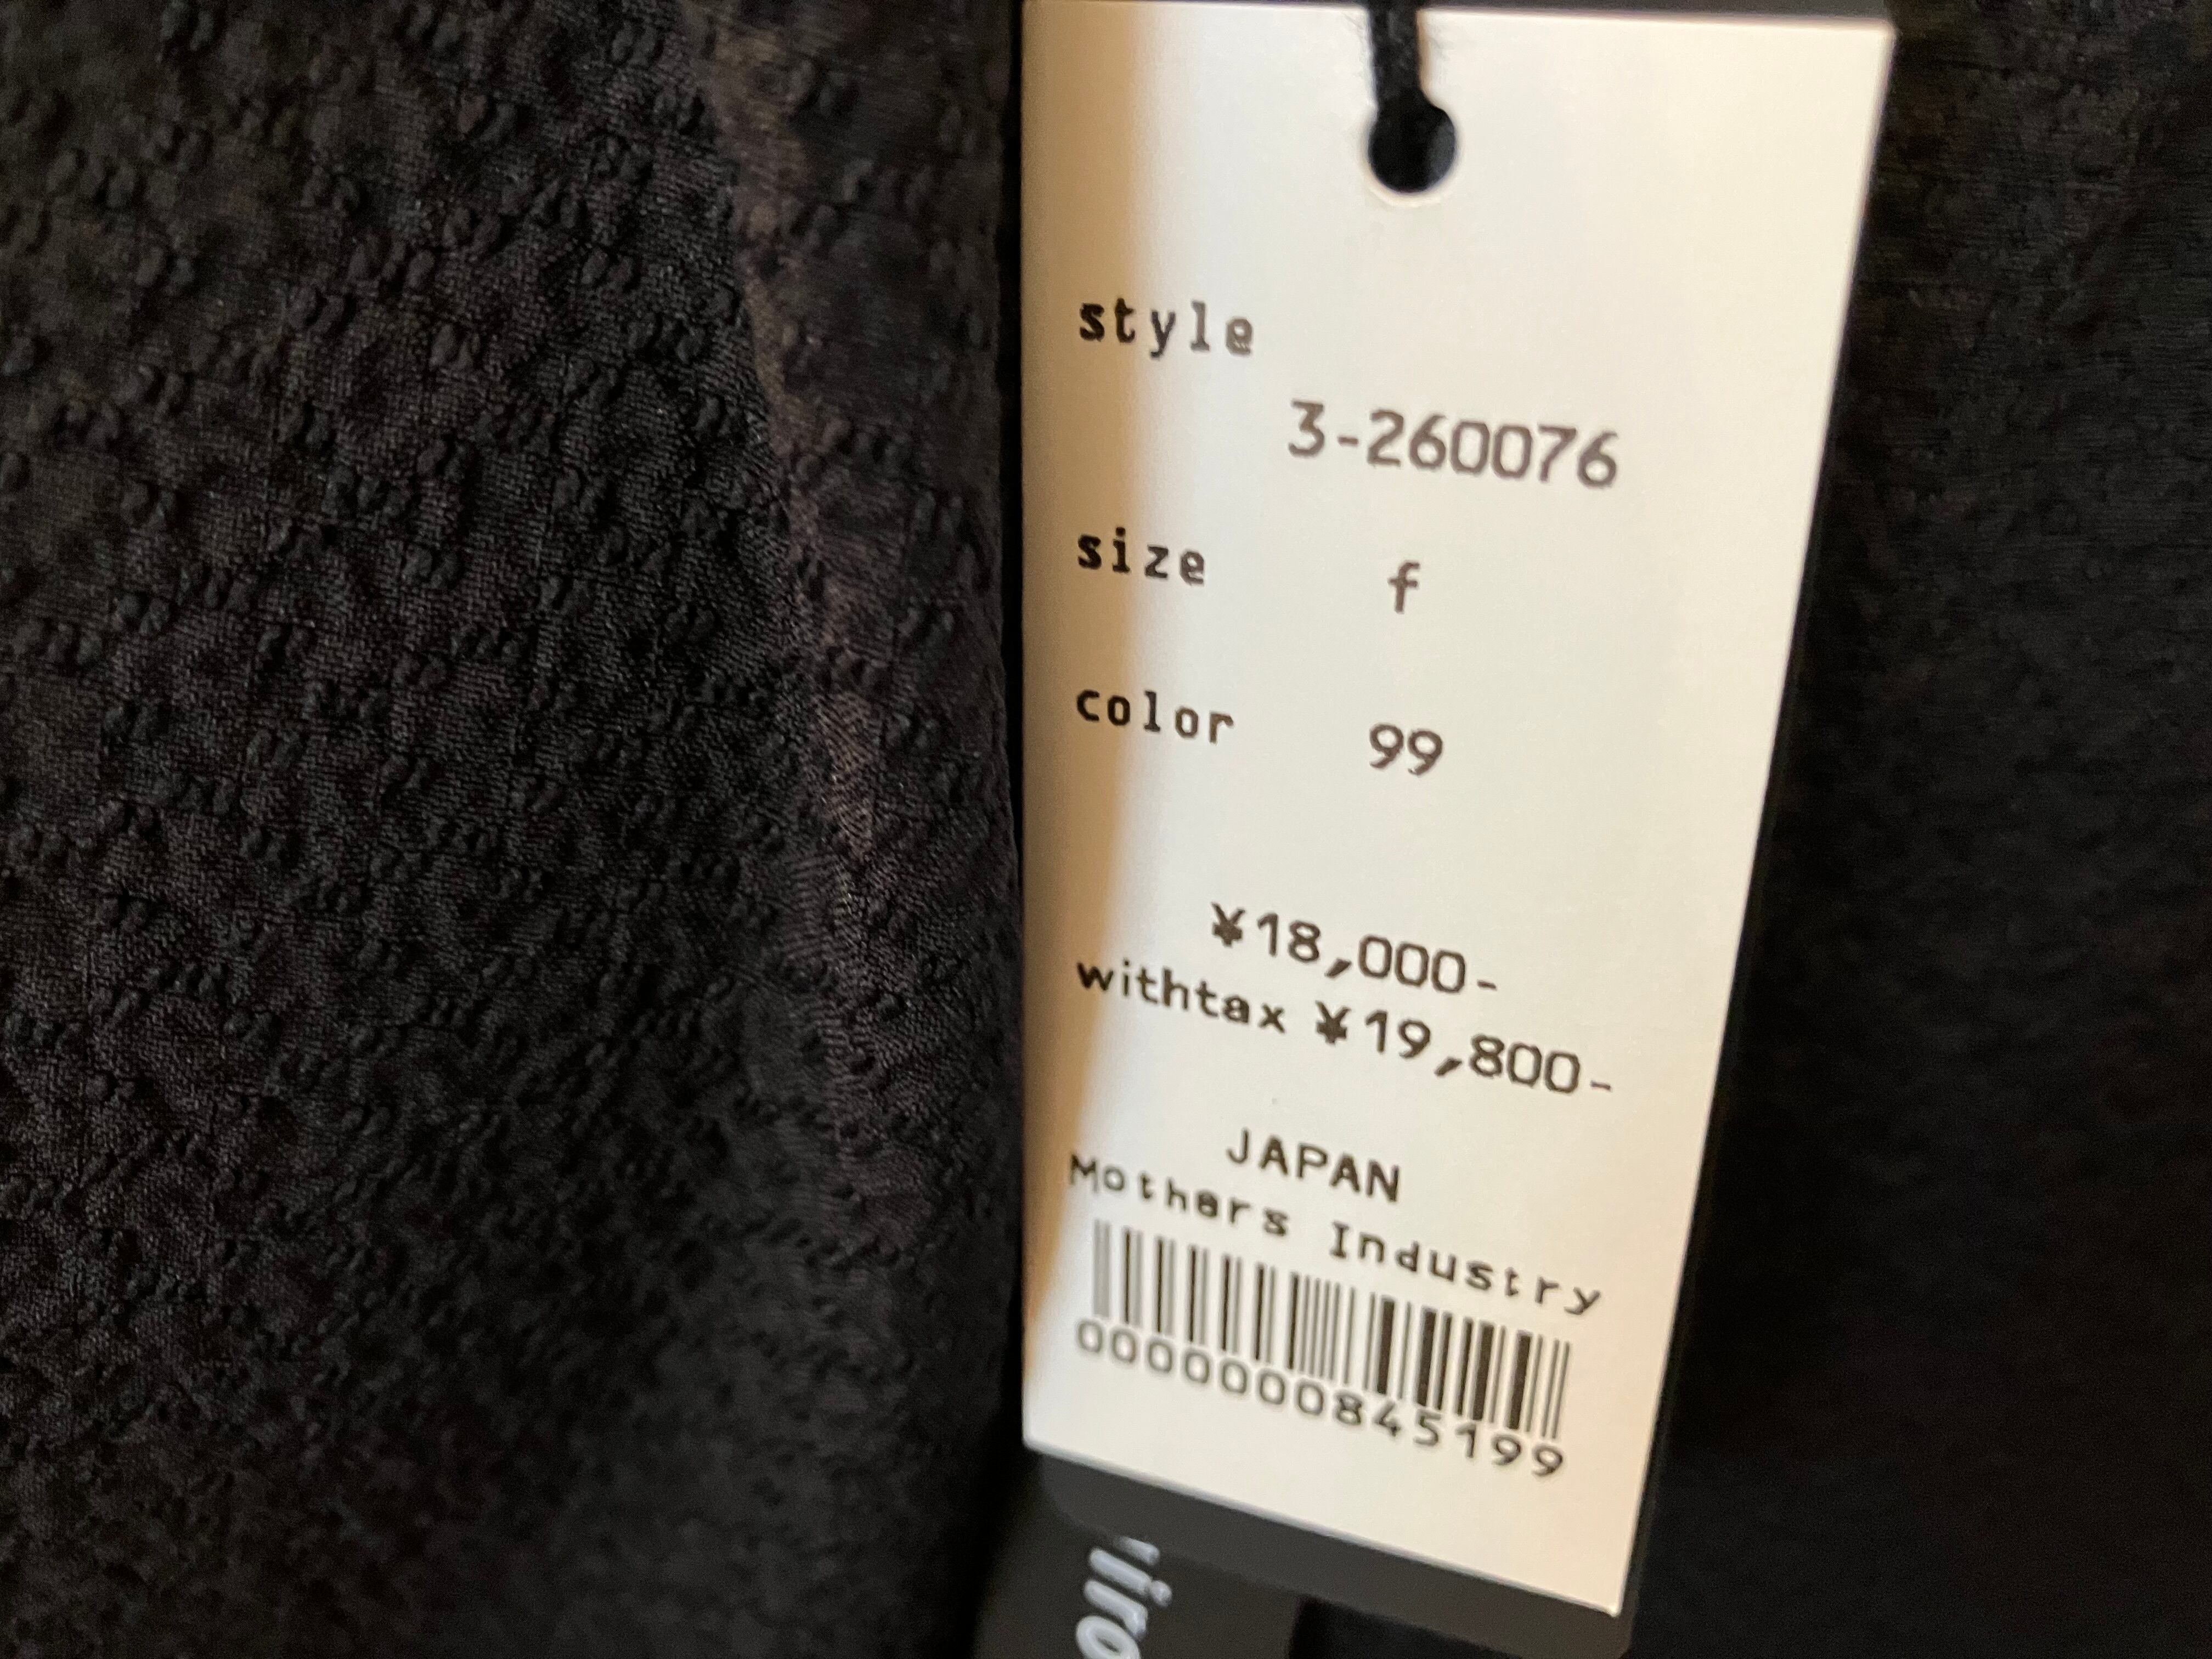 style
3-260076
size f
color 99
¥18,000-
withtax ¥19,800-
JAPAN
Mothers Industry
0000000845199